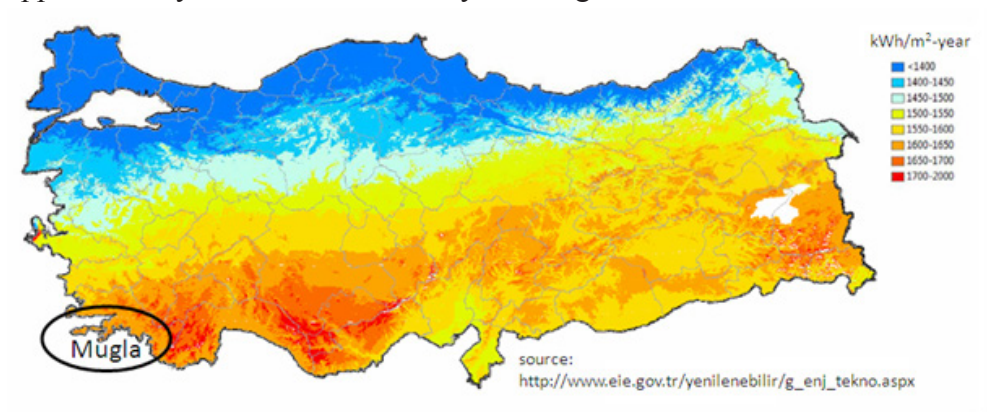 kWh/m²-year
<1400
1400-1450
1450-1500
1500-1550
1550-1600
1600-1650
1650-1700
1700-2000
Mugla
source:
http://www.eie.gov.tr/yenilenebilir/g_enj_tekno.aspx